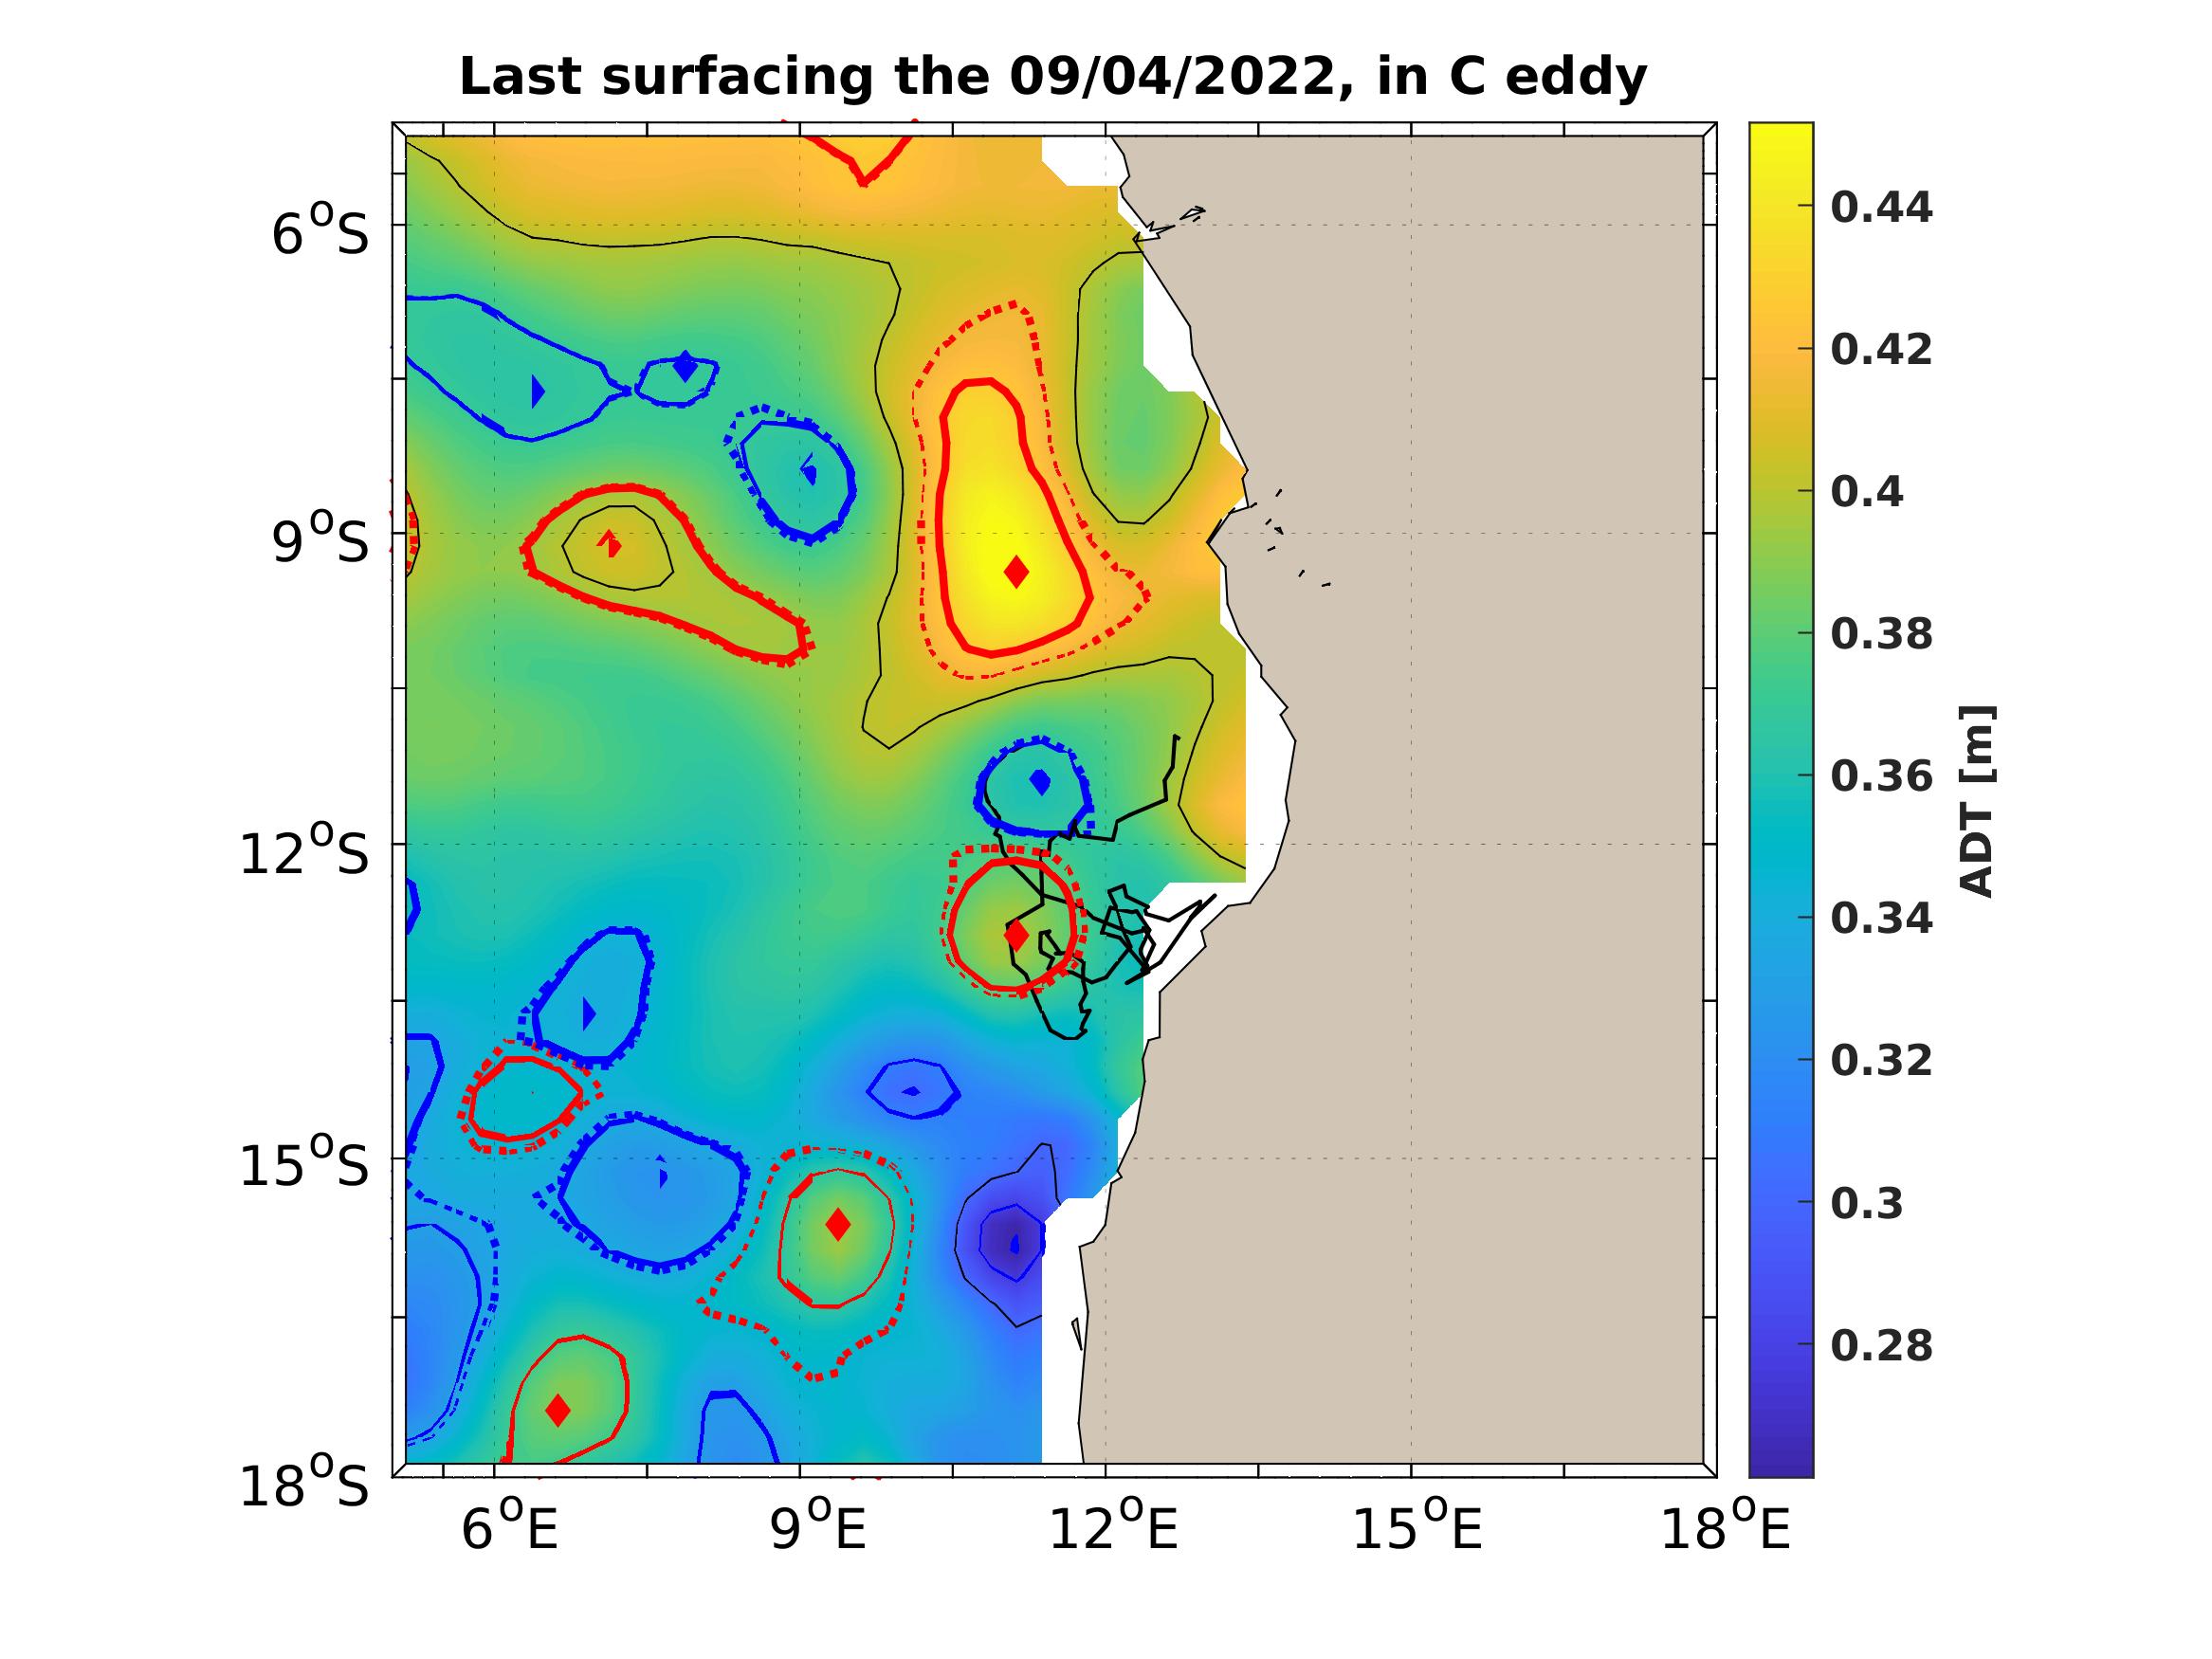 Last surfacing the 09/04/2022, in C eddy
6°S
9°S
12°S
15°S
18°S
6°E
9°E
12°E
15°E
18°E
0.44
0.42
0.4
0.38
0.36
0.34
0.32
0.3
0.28
ADT [m]